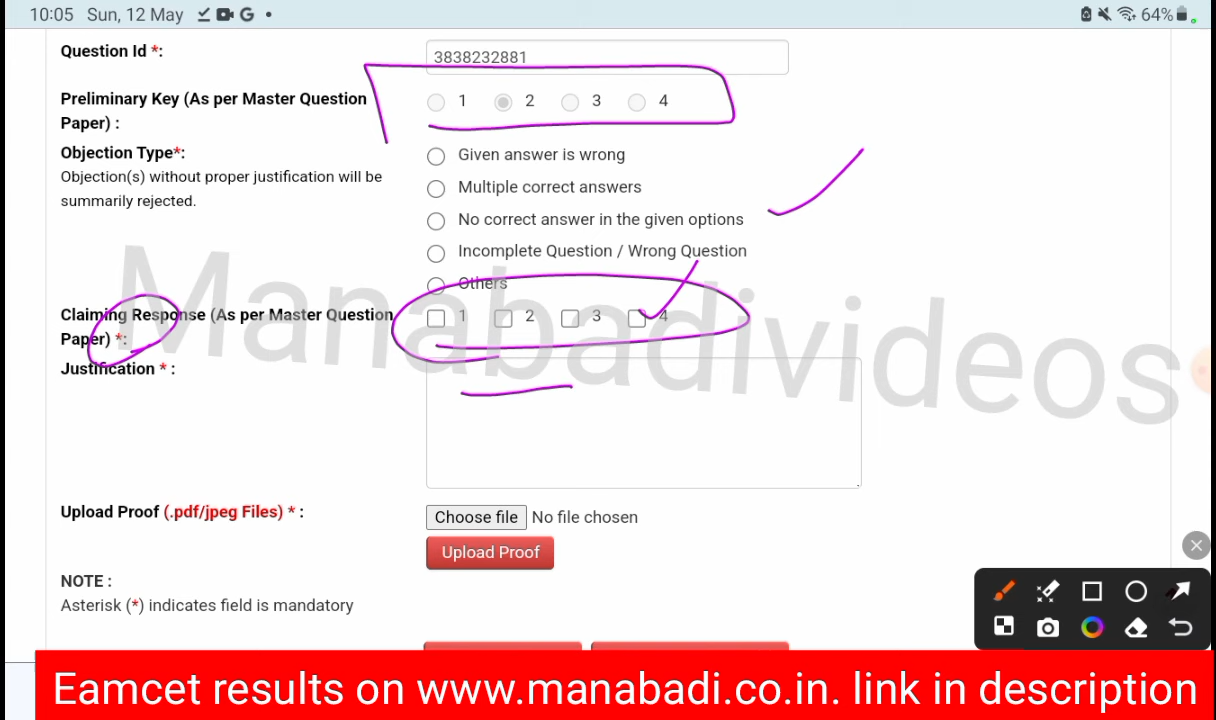 10:05 Sun, 12 May G • 64%
Question Id *: 3838232881
Preliminary Key (As per Master Question
Paper) : 1 2 3 4
Objection Type*: Given answer is wrong
Objection(s) without proper justification will be
summarily rejected.
Multiple correct answers
No correct answer in the given options
Incomplete Question / Wrong Question
Others
Claiming Response (As per Master Question
Paper) *: 1 2 3 4
Justification * :
Manabadivideos
Upload Proof (.pdf/jpeg Files) * : Choose file No file chosen
Upload Proof
NOTE :
Asterisk (*) indicates field is mandatory
Eamcet results on www.manabadi.co.in. link in description